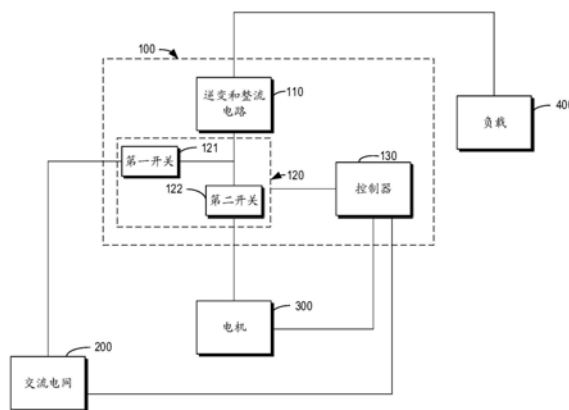 100
逆变和整流
电路
110
负载
400
第一开关
121
122
第二开关
120
130
控制器
电机
300
200
交流电网